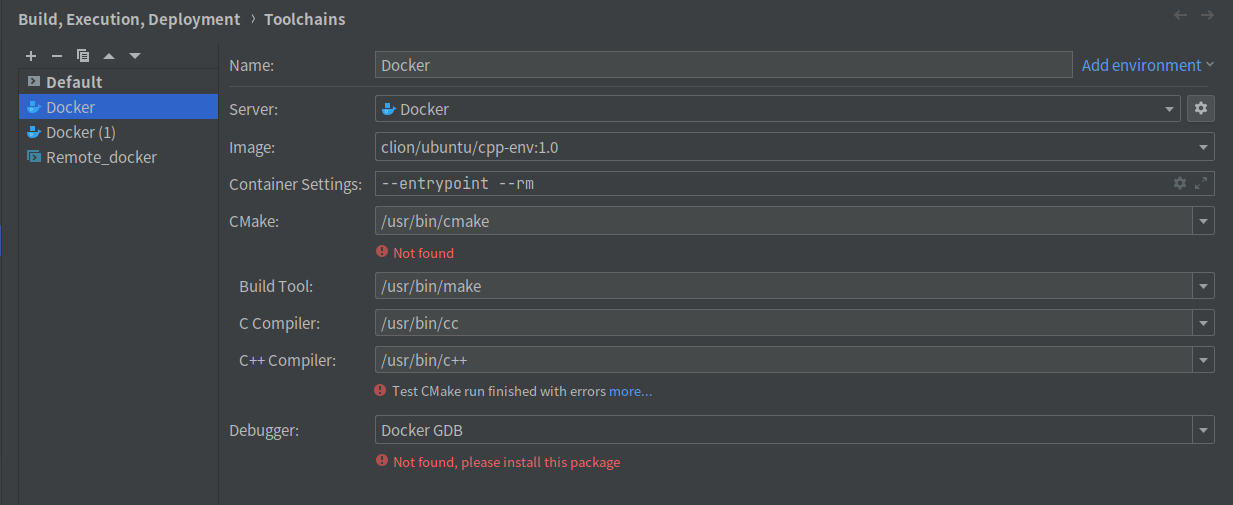 Build, Execution, Deployment › Toolchains
Default
Docker
Docker (1)
Remote_docker
Name: Docker Add environment
Server: Docker
Image: clion/ubuntu/cpp-env:1.0
Container Settings: --entrypoint --rm
CMake: /usr/bin/cmake
Not found
Build Tool: /usr/bin/make
C Compiler: /usr/bin/cc
C++ Compiler: /usr/bin/c++
Test CMake run finished with errors more...
Debugger: Docker GDB
Not found, please install this package